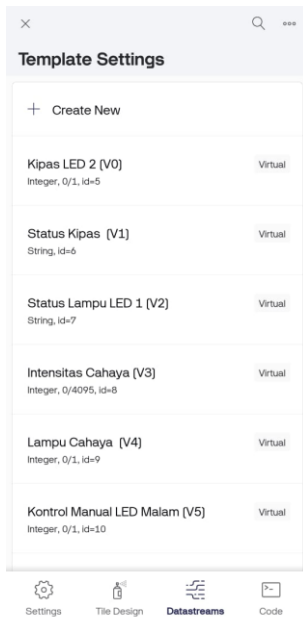 Template Settings
Create New
Kipas LED 2 (V0)
Virtual
Integer, 0/1, id=5
Status Kipas (V1)
Virtual
String, id=6
Status Lampu LED 1 (V2)
Virtual
String, id=7
Intensitas Cahaya (V3)
Virtual
Integer, 0/4095, id=8
Lampu Cahaya (V4)
Virtual
Integer, 0/1, id=9
Kontrol Manual LED Malam (V5)
Virtual
Integer, 0/1, id=10
Settings
Tile Design
Datastreams
Code